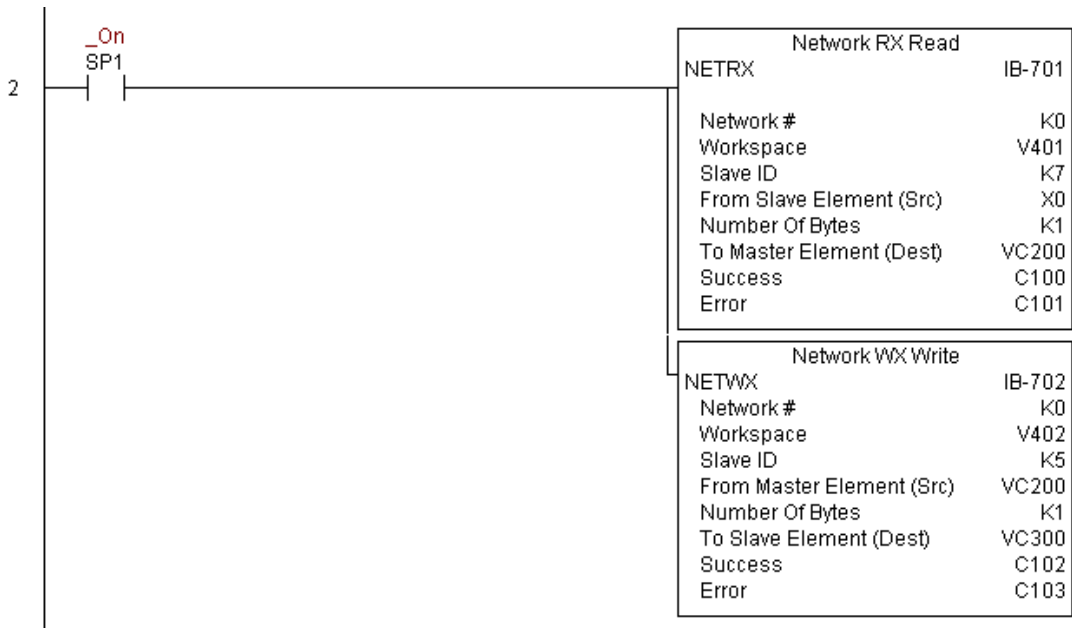 _On
SP1
2
Network RX Read
NETRX IB-701
Network # K0
Workspace V401
Slave ID K7
From Slave Element (Src) X0
Number Of Bytes K1
To Master Element (Dest) VC200
Success C100
Error C101
Network WX Write
NETWX IB-702
Network # K0
Workspace V402
Slave ID K5
From Master Element (Src) VC200
Number Of Bytes K1
To Slave Element (Dest) VC300
Success C102
Error C103